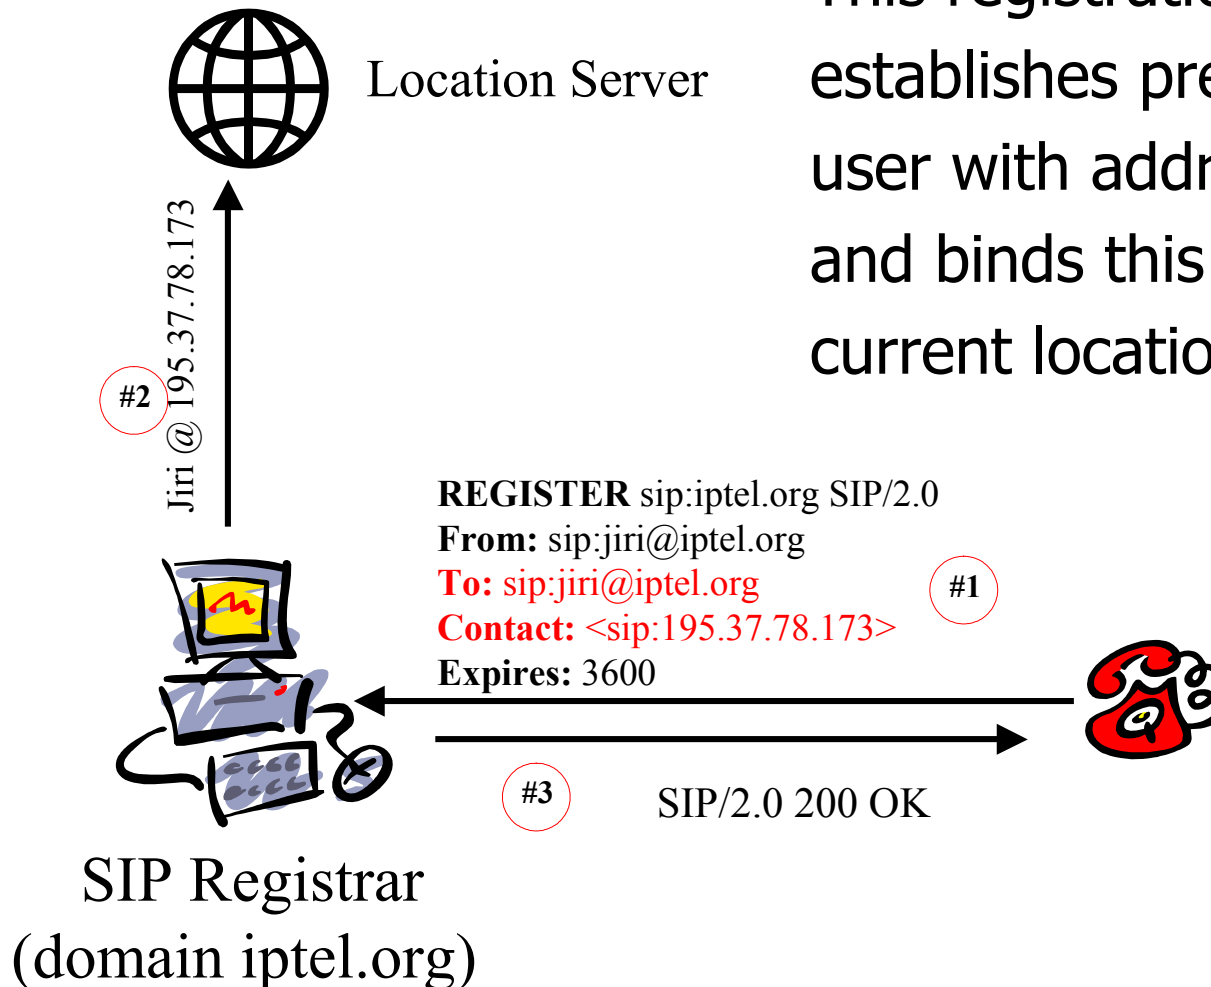 This registratio
establishes pre
user with addr
and binds this
current locatio
Location Server
Jiri @ 195.37.78.173
#2
REGISTER sip:iptel.org SIP/2.0
From: sip:jiri@iptel.org
To: sip:jiri@iptel.org
Contact: <sip:195.37.78.173>
Expires: 3600
#1
#3
SIP/2.0 200 OK
SIP Registrar
(domain iptel.org)